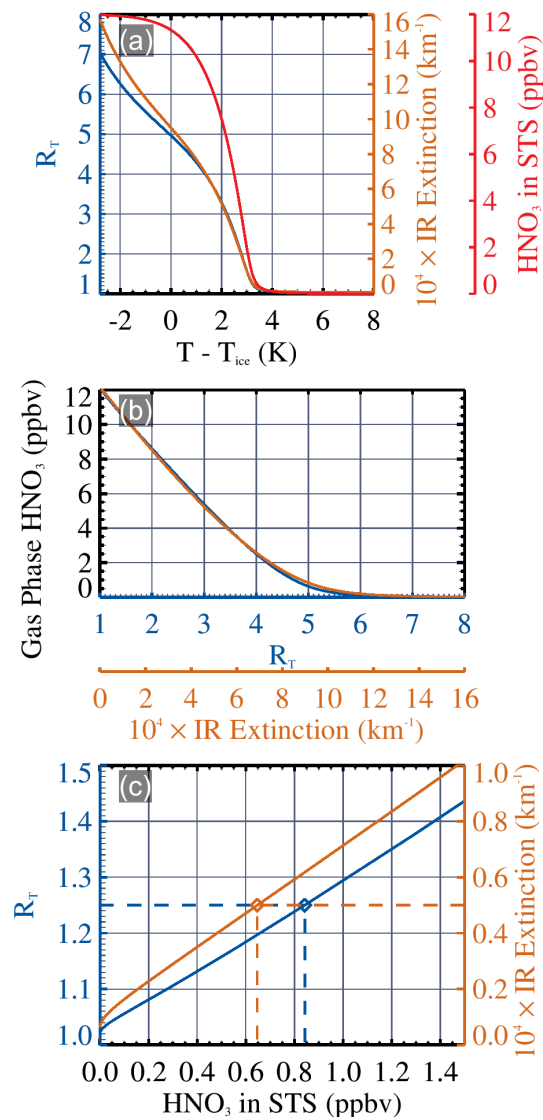 (a)
8
7
6
5
4
3
2
1
R_T
16
14
12
10
8
6
4
2
0
10⁴ × IR Extinction (km⁻¹)
12
10
8
6
4
2
0
HNO₃ in STS (ppbv)
-2 0 2 4 6 8
T - T_ice (K)
(b)
12
10
8
6
4
2
0
Gas Phase HNO₃ (ppbv)
1 2 3 4 5 6 7 8
R_T
0 2 4 6 8 10 12 14 16
10⁴ × IR Extinction (km⁻¹)
(c)
1.5
1.4
1.3
1.2
1.1
1.0
R_T
1.0
0.8
0.6
0.4
0.2
0.0
10⁴ × IR Extinction (km⁻¹)
0.0 0.2 0.4 0.6 0.8 1.0 1.2 1.4
HNO₃ in STS (ppbv)